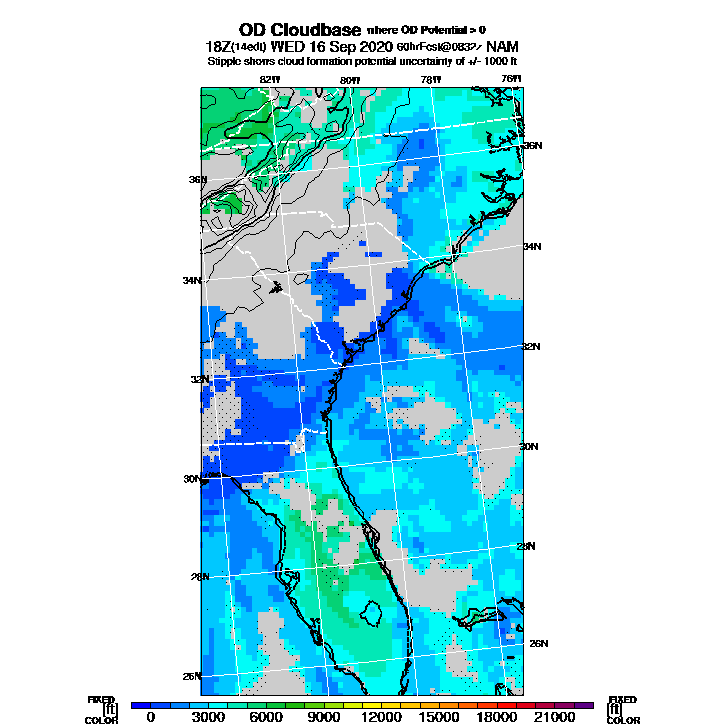 OD Cloudbase where OD Potential > 0
18Z(14edt) WED 16 Sep 2020 60hrFcst@0832z NAM
Stipple shows cloud formation potential uncertainty of +/- 1000 ft
82W 80W 78W 76W
36N
36N
34N
34N
32N
32N
30N
30N
28N
28N
26N
26N
FIXED FIXED
[ft] [ft]
COLOR COLOR
0 3000 6000 9000 12000 15000 18000 21000